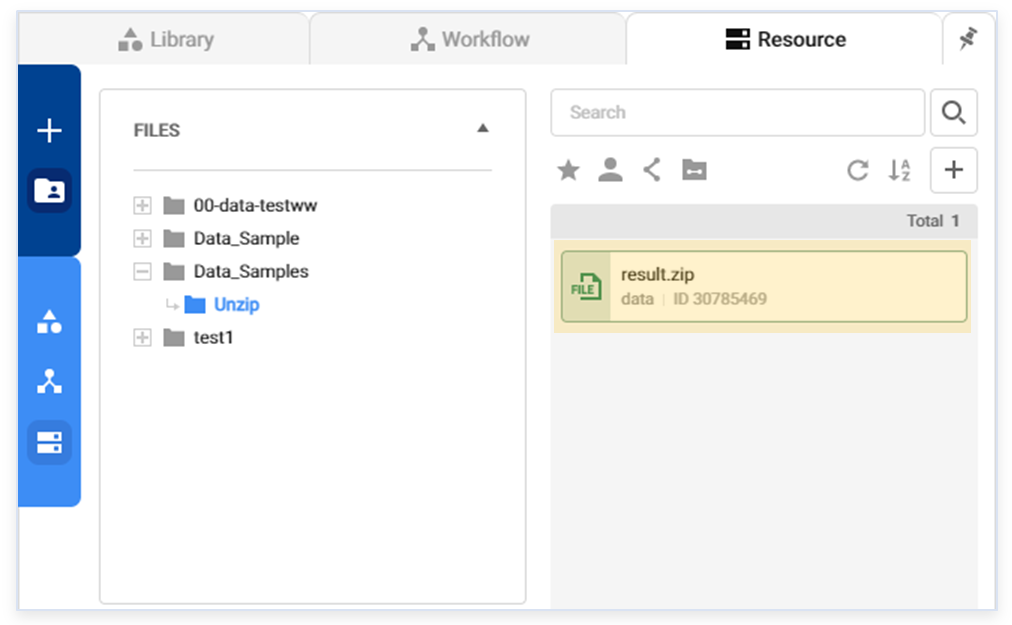 Library
Workflow
Resource
FILES
00-data-testww
Data_Sample
Data_Samples
Unzip
test1
Search
A
Z
Total 1
FILE
result.zip
data | ID 30785469